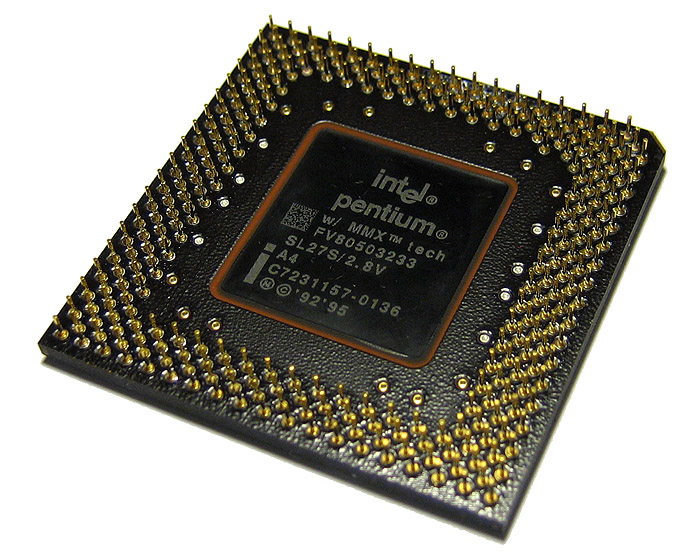 intel®
pentium®
w/ MMX™ tech
FV80503233
SL27S/2.8V
A4
C7231157-0136
i Ⓜ © '92 '95